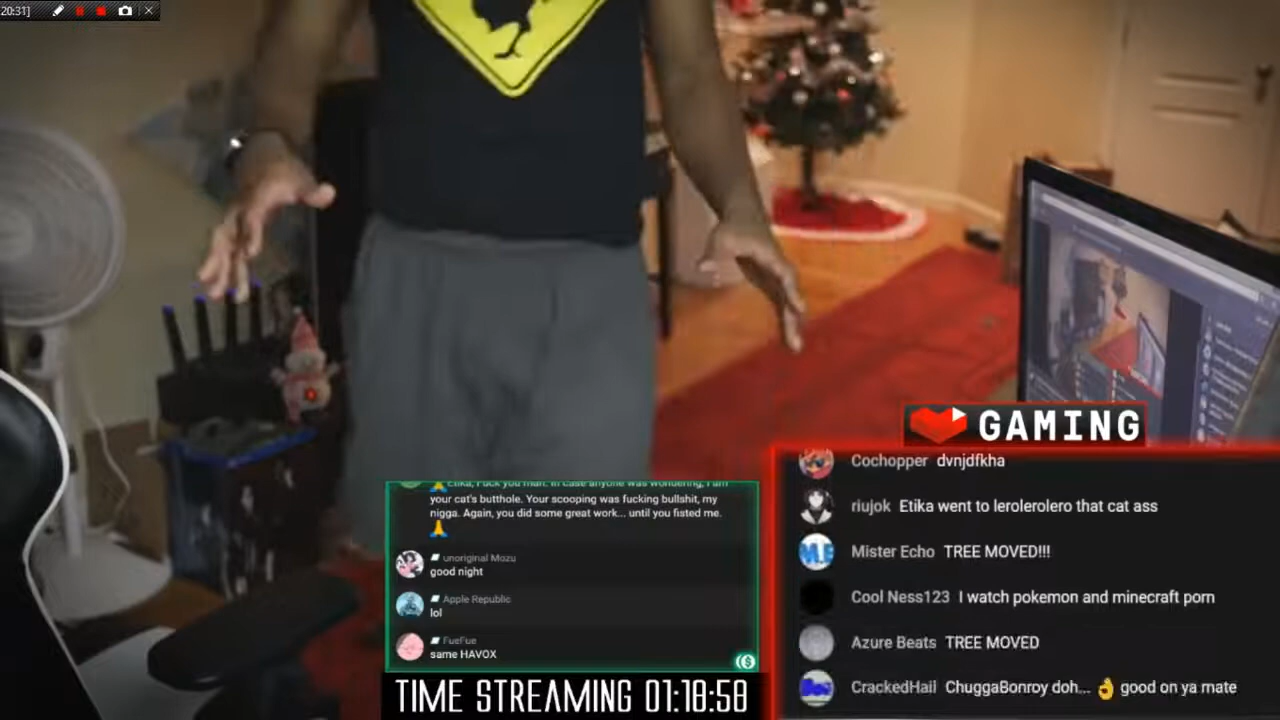 20:31]
GAMING
Cochopper dvnjdfkha
riujok Etika went to lerolerolero that cat ass
Mister Echo TREE MOVED!!!
Cool Ness123 I watch pokemon and minecraft porn
Azure Beats TREE MOVED
CrackedHail ChuggaBonroy doh... 👌 good on ya mate
🙏Etika, Fuck you man. In case anyone was wondering, I am
your cat's butthole. Your scooping was fucking bullshit, my
nigga. Again, you did some great work... until you fisted me.
🙏
unoriginal Mozu
good night
Apple Republic
lol
FueFue
same HAVOX
TIME STREAMING 01:18:58